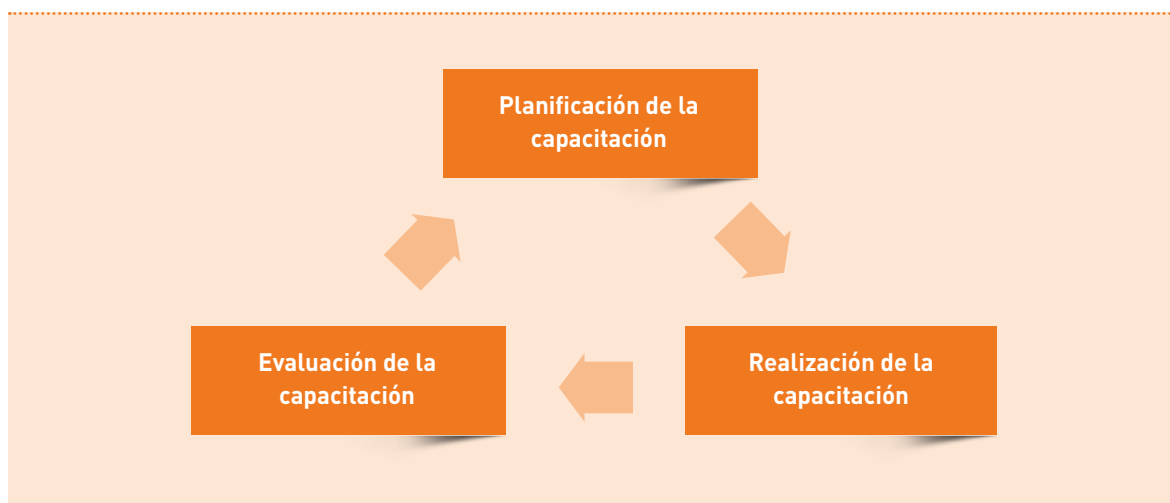 Planificación de la
capacitación
Evaluación de la
capacitación
Realización de la
capacitación